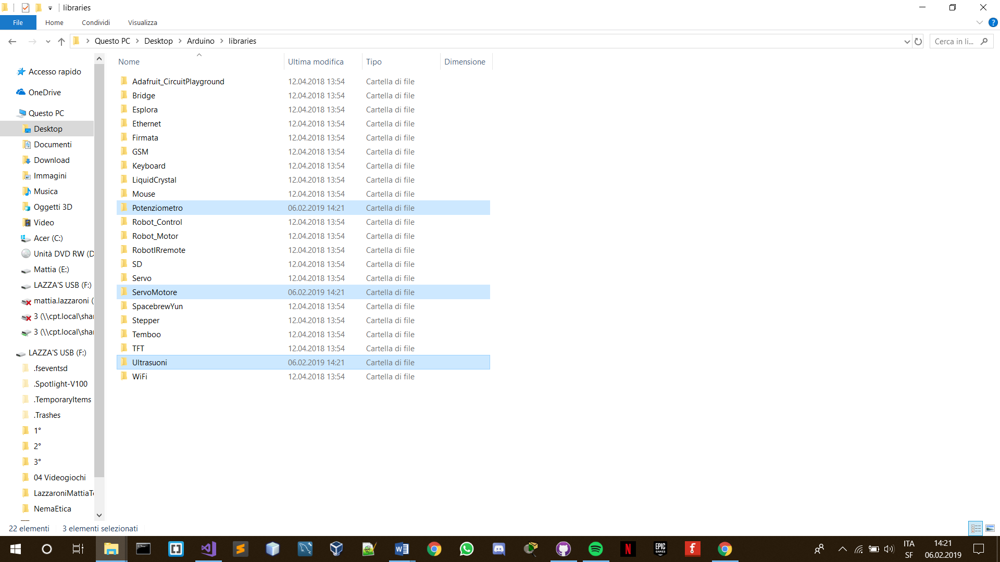 libraries
File Home Condividi Visualizza
Questo PC Desktop Arduino libraries Cerca in li...
Nome Ultima modifica Tipo Dimensione
Accesso rapido
OneDrive
Questo PC
Desktop
Documenti
Download
Immagini
Musica
Oggetti 3D
Video
Acer (C:)
Unità DVD RW (D
Mattia (E:)
LAZZA'S USB (F:)
mattia.lazzaroni (
3 (\\cpt.local\shar
3 (\\cpt.local\shar
LAZZA'S USB (F:)
.fseventsd
.Spotlight-V100
.TemporaryItems
.Trashes
1°
2°
3°
04 Videogiochi
LazzaroniMattiaTe
NemaEtica
Adafruit_CircuitPlayground 12.04.2018 13:54 Cartella di file
Bridge 12.04.2018 13:54 Cartella di file
Esplora 12.04.2018 13:54 Cartella di file
Ethernet 12.04.2018 13:54 Cartella di file
Firmata 12.04.2018 13:54 Cartella di file
GSM 12.04.2018 13:54 Cartella di file
Keyboard 12.04.2018 13:54 Cartella di file
LiquidCrystal 12.04.2018 13:54 Cartella di file
Mouse 12.04.2018 13:54 Cartella di file
Potenziometro 06.02.2019 14:21 Cartella di file
Robot_Control 12.04.2018 13:54 Cartella di file
Robot_Motor 12.04.2018 13:54 Cartella di file
RobotIRremote 12.04.2018 13:54 Cartella di file
SD 12.04.2018 13:54 Cartella di file
Servo 12.04.2018 13:54 Cartella di file
ServoMotore 06.02.2019 14:21 Cartella di file
SpacebrewYun 12.04.2018 13:54 Cartella di file
Stepper 12.04.2018 13:54 Cartella di file
Temboo 12.04.2018 13:54 Cartella di file
TFT 12.04.2018 13:54 Cartella di file
Ultrasuoni 06.02.2019 14:21 Cartella di file
WiFi 12.04.2018 13:54 Cartella di file
22 elementi 3 elementi selezionati
EPIC
GAMES
ITA
SF
14:21
06.02.2019